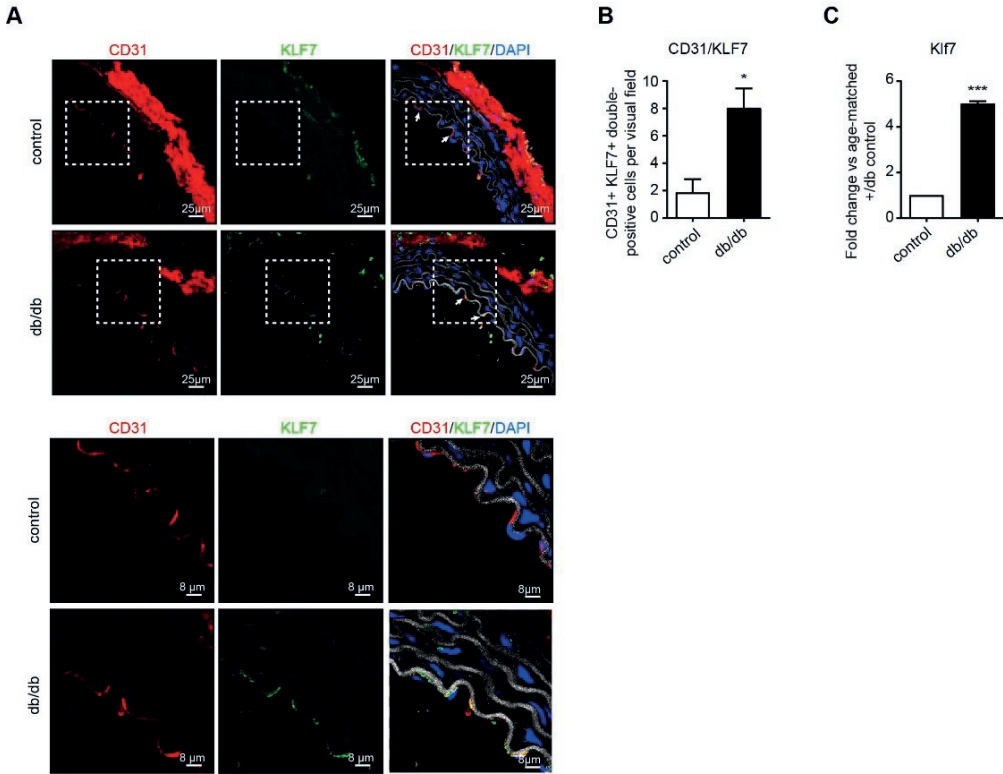 A
CD31
KLF7
CD31/KLF7/DAPI
control
25µm
25µm
25µm
db/db
25µm
25µm
25µm
CD31
KLF7
CD31/KLF7/DAPI
control
8 µm
8 µm
8µm
db/db
8 µm
8 µm
8µm
B
CD31/KLF7
CD31+ KLF7+ double-
positive cells per visual field
10
8
6
4
2
0
*
control
db/db
C
Klf7
Fold change vs age-matched
+/db control
6
4
2
0
***
control
db/db